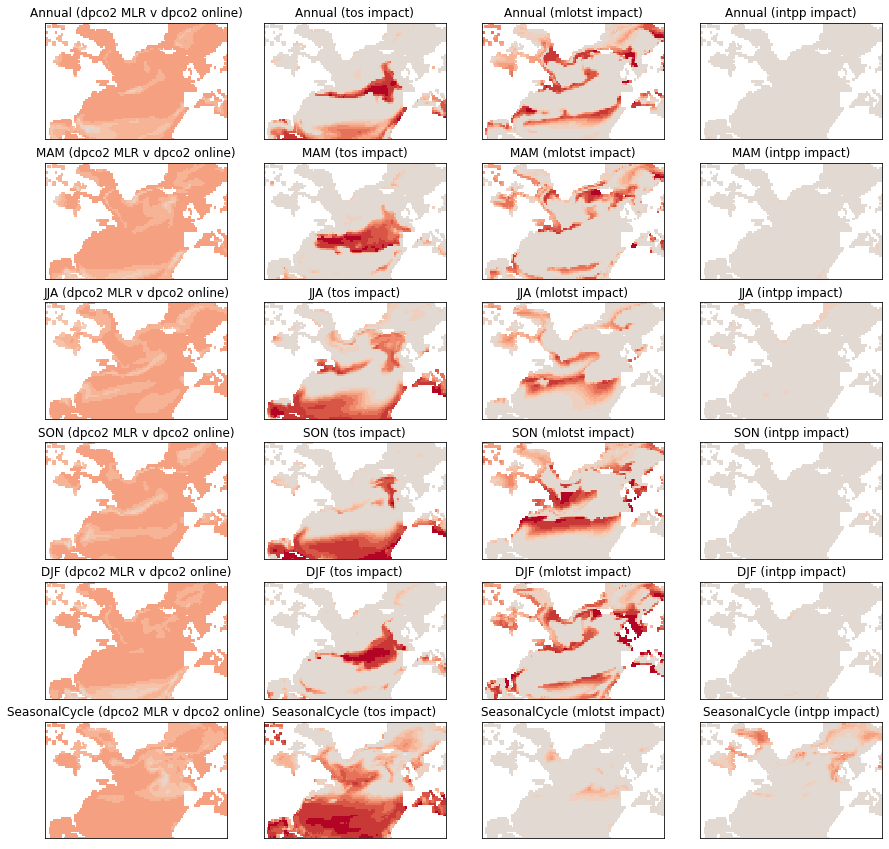 Annual (dpco2 MLR v dpco2 online)
Annual (tos impact)
Annual (mlotst impact)
Annual (intpp impact)
MAM (dpco2 MLR v dpco2 online)
MAM (tos impact)
MAM (mlotst impact)
MAM (intpp impact)
JJA (dpco2 MLR v dpco2 online)
JJA (tos impact)
JJA (mlotst impact)
JJA (intpp impact)
SON (dpco2 MLR v dpco2 online)
SON (tos impact)
SON (mlotst impact)
SON (intpp impact)
DJF (dpco2 MLR v dpco2 online)
DJF (tos impact)
DJF (mlotst impact)
DJF (intpp impact)
SeasonalCycle (dpco2 MLR v dpco2 online)
SeasonalCycle (tos impact)
SeasonalCycle (mlotst impact)
SeasonalCycle (intpp impact)